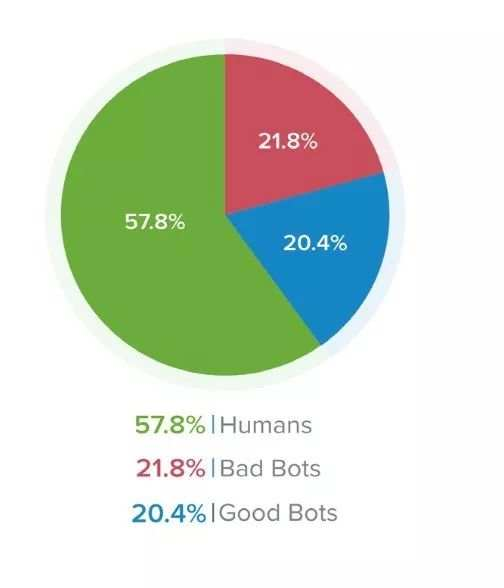 21.8%
57.8%
20.4%
57.8% | Humans
21.8% | Bad Bots
20.4% | Good Bots